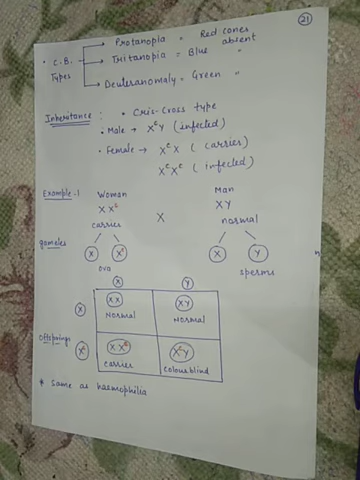 21
Protanopia = Red cones absent
• C.B. Types Tritanopia = Blue "
Deuteranomaly = Green "
Inheritance : • Cris-Cross type
• Male → XᶜY (infected)
• Female → XᶜX (carrier)
XᶜXᶜ (infected)
Example-1 Woman Man
XXᶜ X XY
carrier normal
gametes X Xᶜ X Y
ova sperms
X Y
X XX XY
Normal Normal
offsprings Xᶜ XXᶜ XᶜY
carrier colourblind
* Same as haemophilia